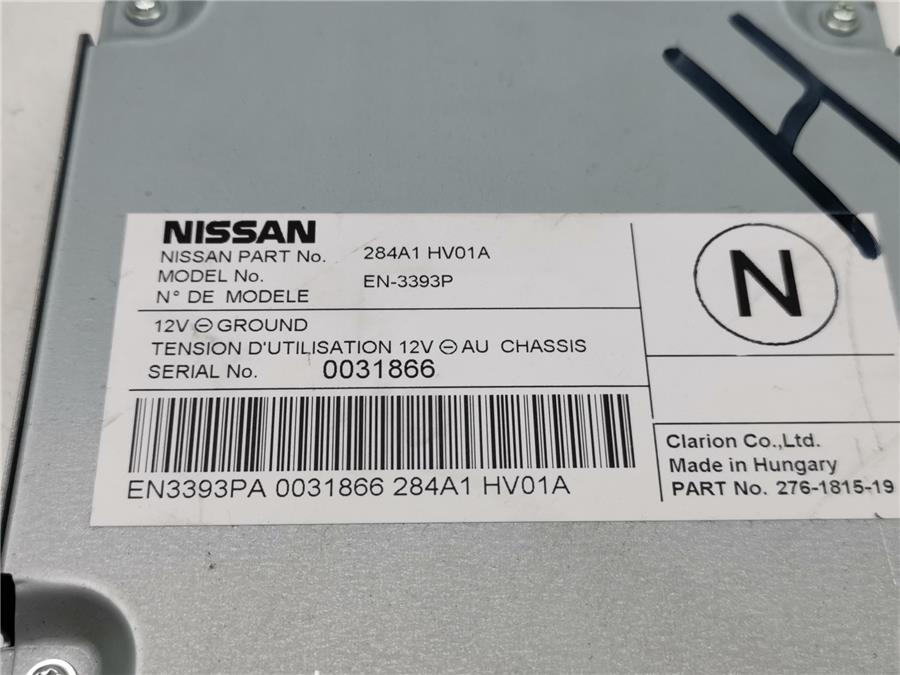 NISSAN
NISSAN PART No. 284A1 HV01A
MODEL No. EN-3393P
N° DE MODELE
12V ⊖ GROUND
TENSION D'UTILISATION 12V ⊖ AU CHASSIS
SERIAL No. 0031866
EN3393PA 0031866 284A1 HV01A
N
Clarion Co.,Ltd.
Made in Hungary
PART No. 276-1815-19
H